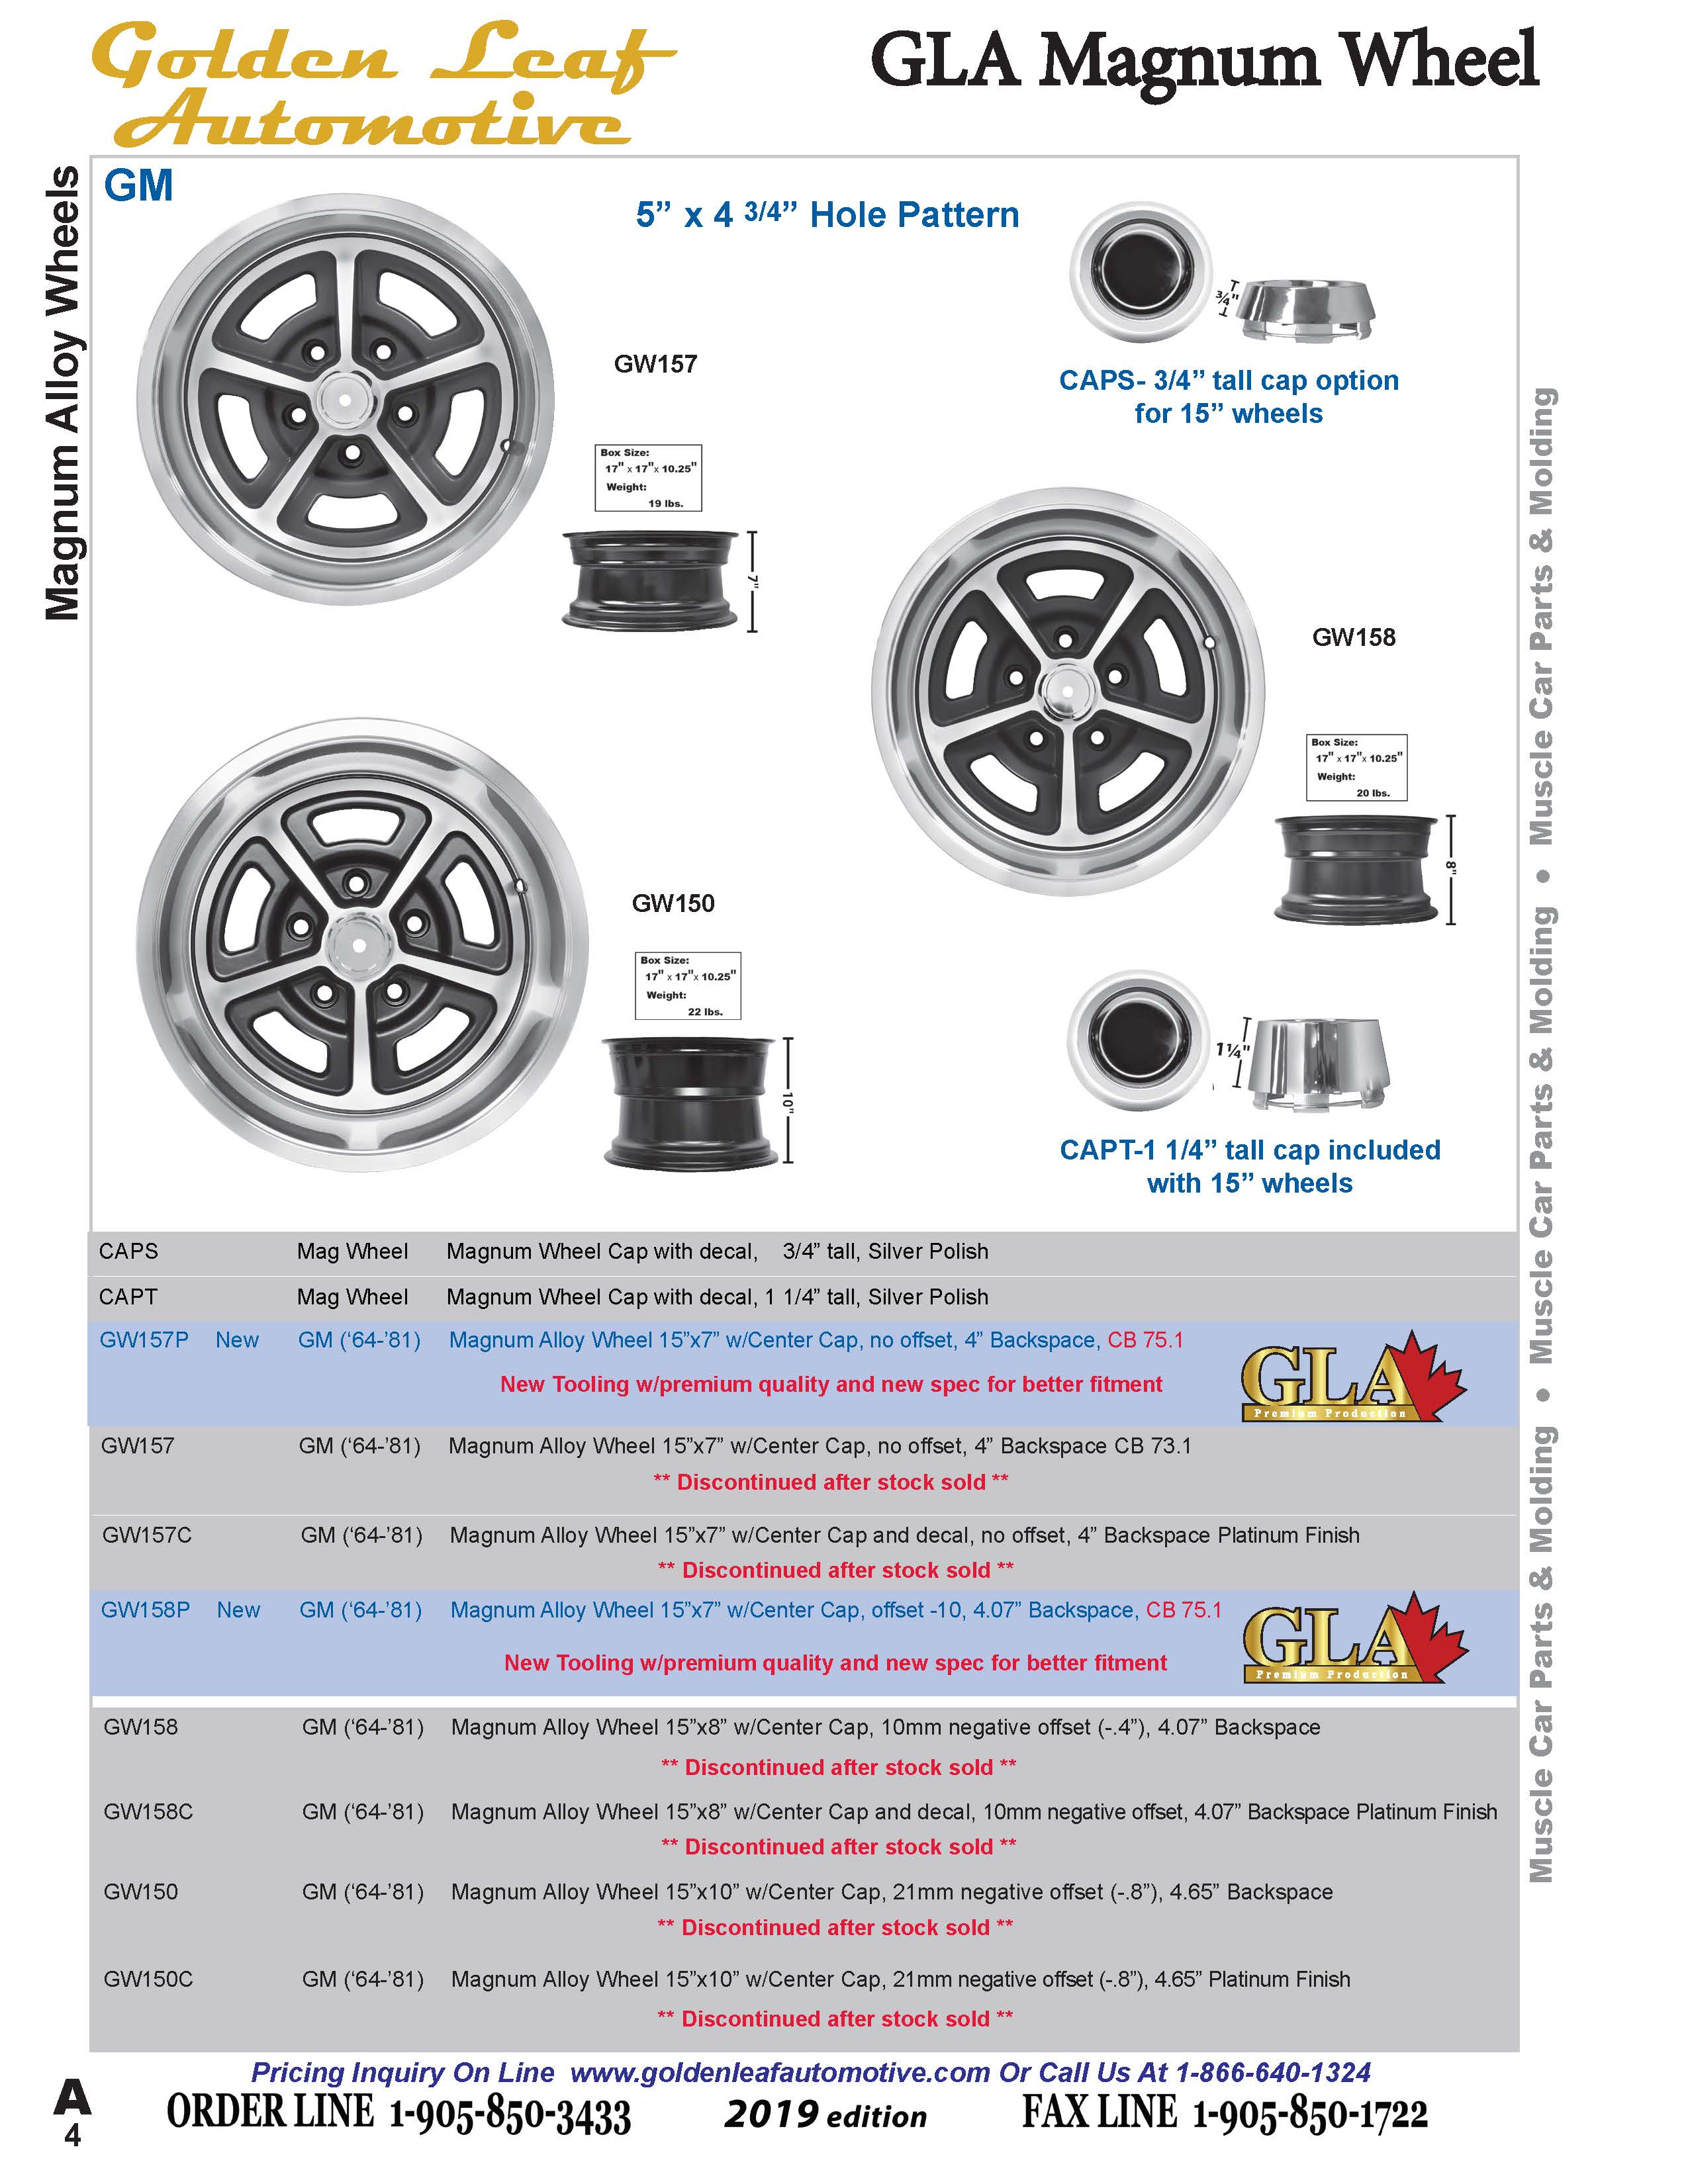 Golden Leaf
Automotive
GLA Magnum Wheel
Magnum Alloy Wheels
GM
5” x 4 3/4” Hole Pattern
3/4"
CAPS- 3/4” tall cap option
for 15” wheels
GW157
Box Size:
17" x 17"x 10.25"
Weight:
19 lbs.
7"
GW158
Box Size:
17" x 17"x 10.25"
Weight:
20 lbs.
8"
GW150
Box Size:
17" x 17"x 10.25"
Weight:
22 lbs.
10"
1¼"
CAPT-1 1/4” tall cap included
with 15” wheels
CAPS Mag Wheel Magnum Wheel Cap with decal, 3/4” tall, Silver Polish
CAPT Mag Wheel Magnum Wheel Cap with decal, 1 1/4” tall, Silver Polish
GW157P New GM (‘64-’81) Magnum Alloy Wheel 15”x7” w/Center Cap, no offset, 4” Backspace, CB 75.1
New Tooling w/premium quality and new spec for better fitment
GLA
Premium Production
GW157 GM (‘64-’81) Magnum Alloy Wheel 15”x7” w/Center Cap, no offset, 4” Backspace CB 73.1
** Discontinued after stock sold **
GW157C GM (‘64-’81) Magnum Alloy Wheel 15”x7” w/Center Cap and decal, no offset, 4” Backspace Platinum Finish
** Discontinued after stock sold **
GW158P New GM (‘64-’81) Magnum Alloy Wheel 15”x7” w/Center Cap, offset -10, 4.07” Backspace, CB 75.1
New Tooling w/premium quality and new spec for better fitment
GLA
Premium Production
GW158 GM (‘64-’81) Magnum Alloy Wheel 15”x8” w/Center Cap, 10mm negative offset (-.4”), 4.07” Backspace
** Discontinued after stock sold **
GW158C GM (‘64-’81) Magnum Alloy Wheel 15”x8” w/Center Cap and decal, 10mm negative offset, 4.07” Backspace Platinum Finish
** Discontinued after stock sold **
GW150 GM (‘64-’81) Magnum Alloy Wheel 15”x10” w/Center Cap, 21mm negative offset (-.8”), 4.65” Backspace
** Discontinued after stock sold **
GW150C GM (‘64-’81) Magnum Alloy Wheel 15”x10” w/Center Cap, 21mm negative offset (-.8”), 4.65” Platinum Finish
** Discontinued after stock sold **
Muscle Car Parts & Molding • Muscle Car Parts & Molding • Muscle Car Parts & Molding
Pricing Inquiry On Line www.goldenleafautomotive.com Or Call Us At 1-866-640-1324
A
4
ORDER LINE 1-905-850-3433 2019 edition FAX LINE 1-905-850-1722